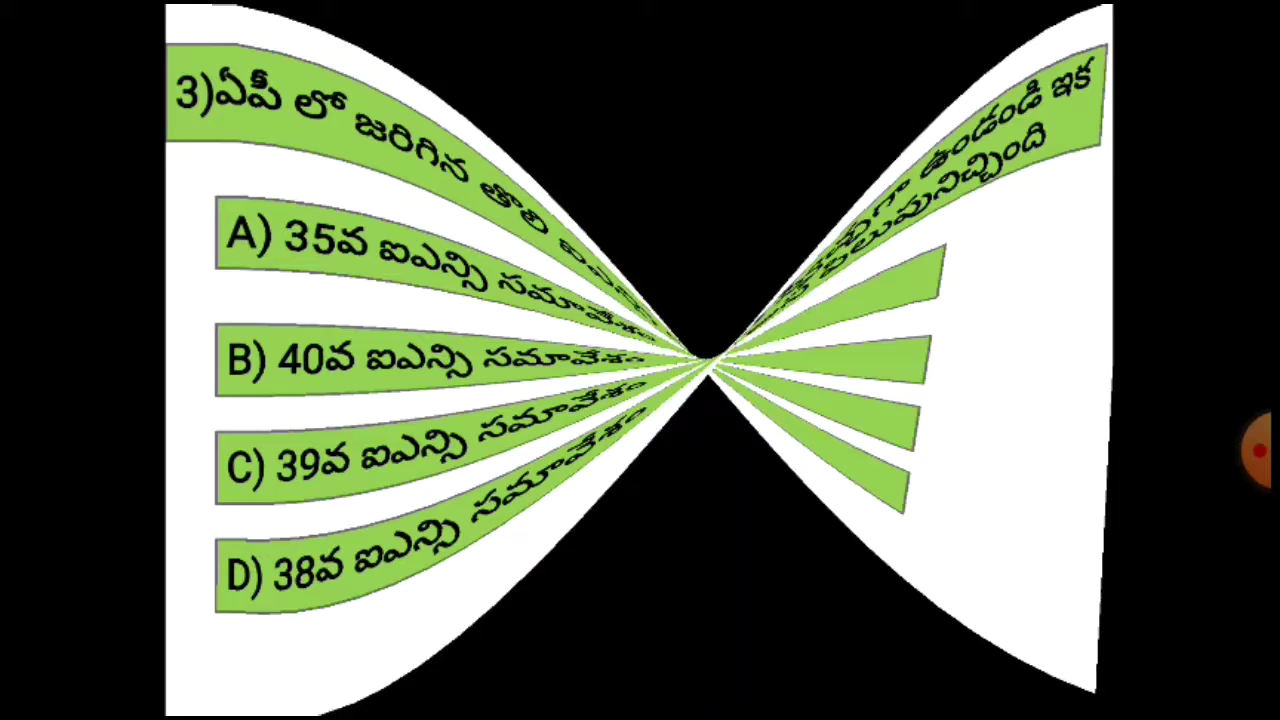 3)ఏపీ లో జరిగిన తొలి ఉండండి ఇక
పిలుపునిచ్చింది
A) 35వ ఐఎన్సి సమావేశం
B) 40వ ఐఎన్సి సమావేశం
C) 39వ ఐఎన్సి సమావేశం
D) 38వ ఐఎన్సి సమావేశం